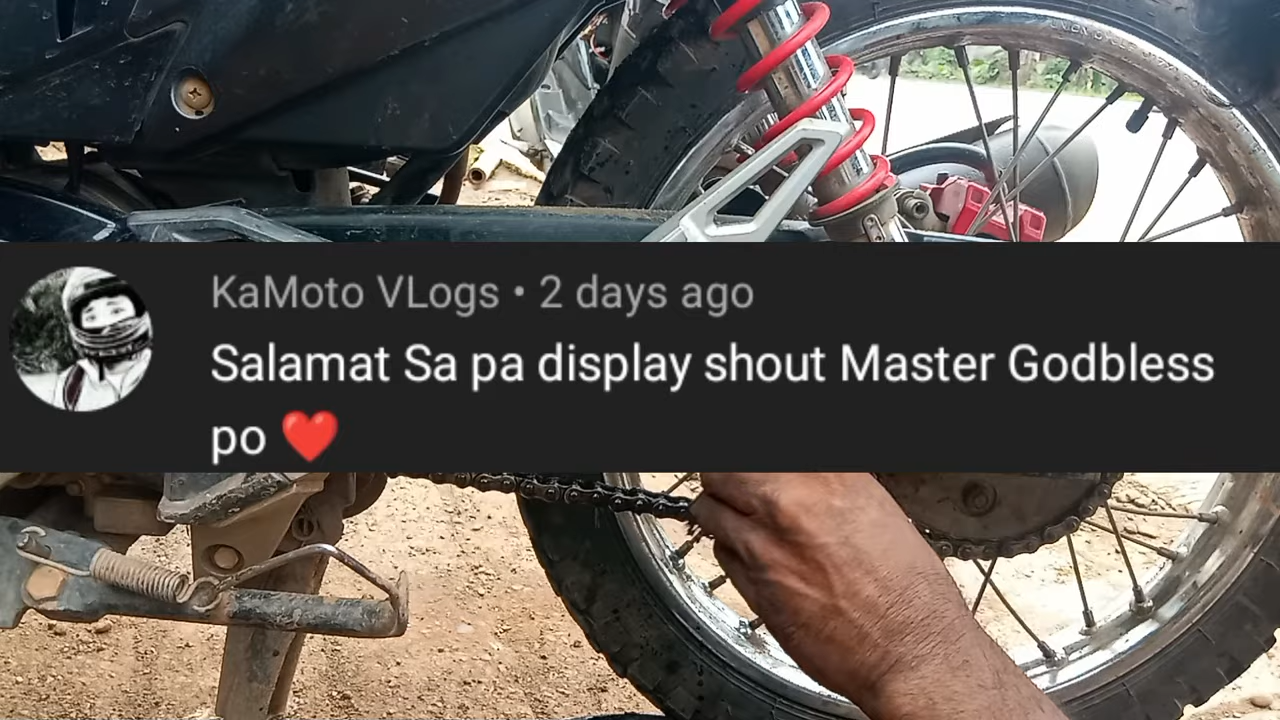 KaMoto VLogs • 2 days ago
Salamat Sa pa display shout Master Godbless
po ❤️